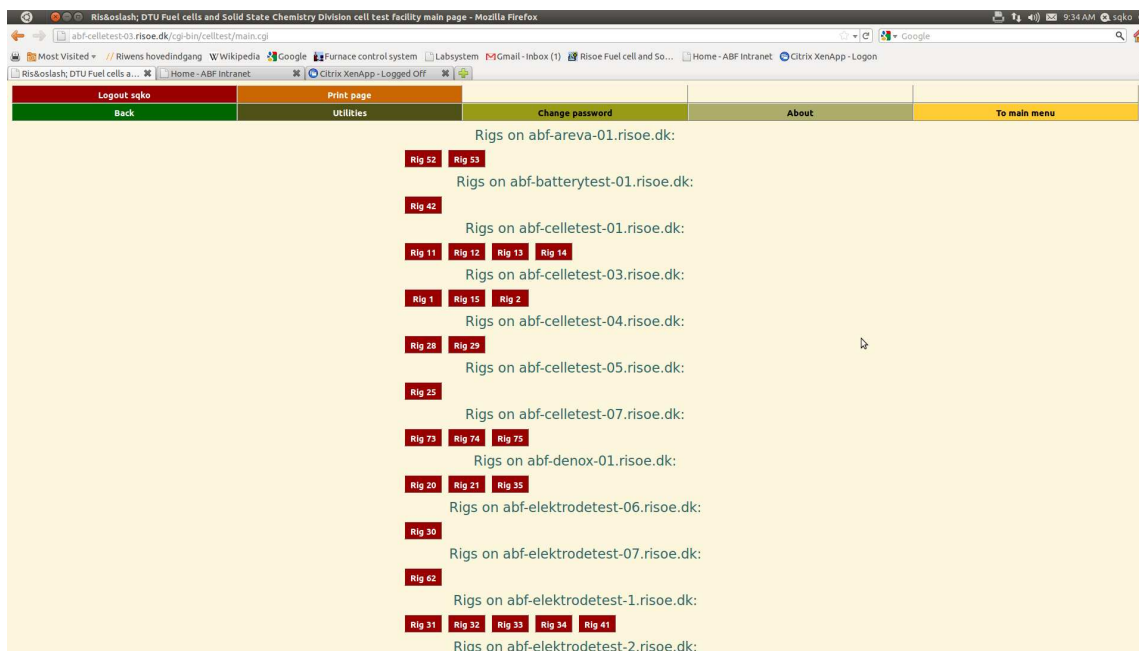 Ris&oslash; DTU Fuel cells and Solid State Chemistry Division cell test facility main page - Mozilla Firefox
9:34 AM sqko
abf-celletest-03.risoe.dk/cgi-bin/celltest/main.cgi
Google
Most Visited Riwens hovedindgang Wikipedia Google Furnace control system Labsystem Gmail - Inbox (1) Risoe Fuel cell and So... Home - ABF Intranet Citrix XenApp - Logon
Ris&oslash; DTU Fuel cells a... Home - ABF Intranet Citrix XenApp - Logged Off
Logout sqko Print page
Back Utilities Change password About To main menu
Rigs on abf-areva-01.risoe.dk:
Rig 52 Rig 53
Rigs on abf-batterytest-01.risoe.dk:
Rig 42
Rigs on abf-celletest-01.risoe.dk:
Rig 11 Rig 12 Rig 13 Rig 14
Rigs on abf-celletest-03.risoe.dk:
Rig 1 Rig 15 Rig 2
Rigs on abf-celletest-04.risoe.dk:
Rig 28 Rig 29
Rigs on abf-celletest-05.risoe.dk:
Rig 25
Rigs on abf-celletest-07.risoe.dk:
Rig 73 Rig 74 Rig 75
Rigs on abf-denox-01.risoe.dk:
Rig 20 Rig 21 Rig 35
Rigs on abf-elektrodetest-06.risoe.dk:
Rig 30
Rigs on abf-elektrodetest-07.risoe.dk:
Rig 62
Rigs on abf-elektrodetest-1.risoe.dk:
Rig 31 Rig 32 Rig 33 Rig 34 Rig 41
Rigs on abf-elektrodetest-2.risoe.dk: